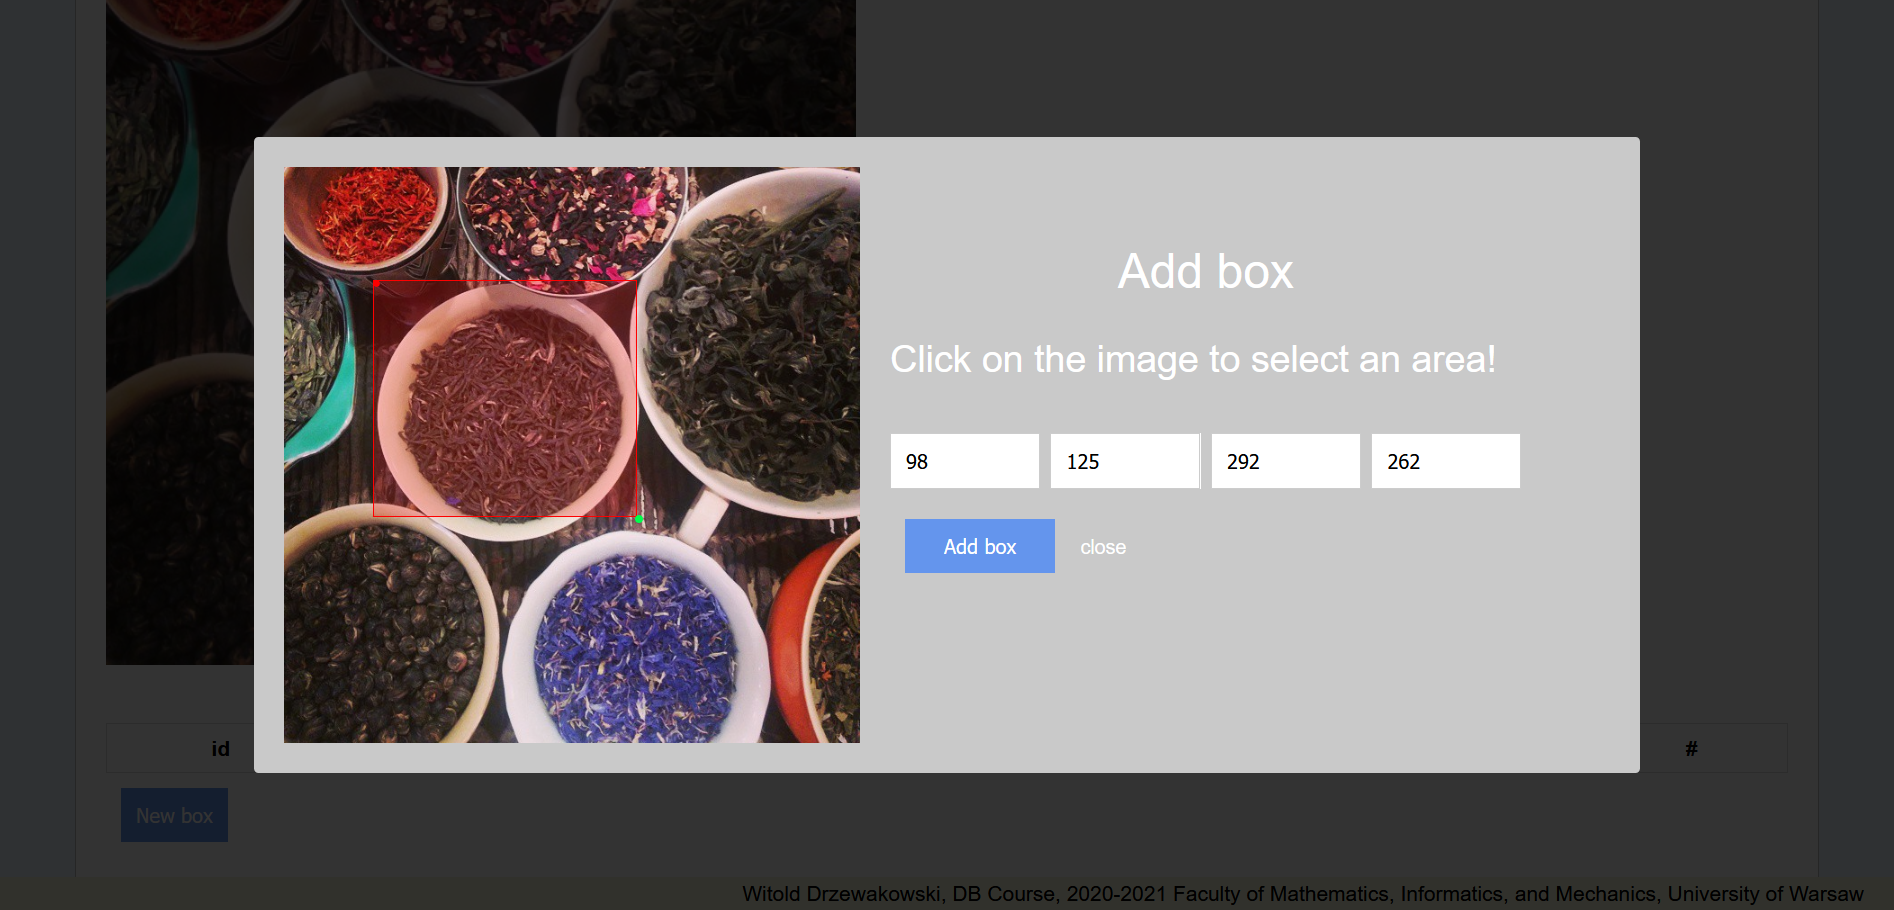 Add box
Click on the image to select an area!
98 125 292 262
Add box close
id #
New box
Witold Drzewakowski, DB Course, 2020-2021 Faculty of Mathematics, Informatics, and Mechanics, University of Warsaw